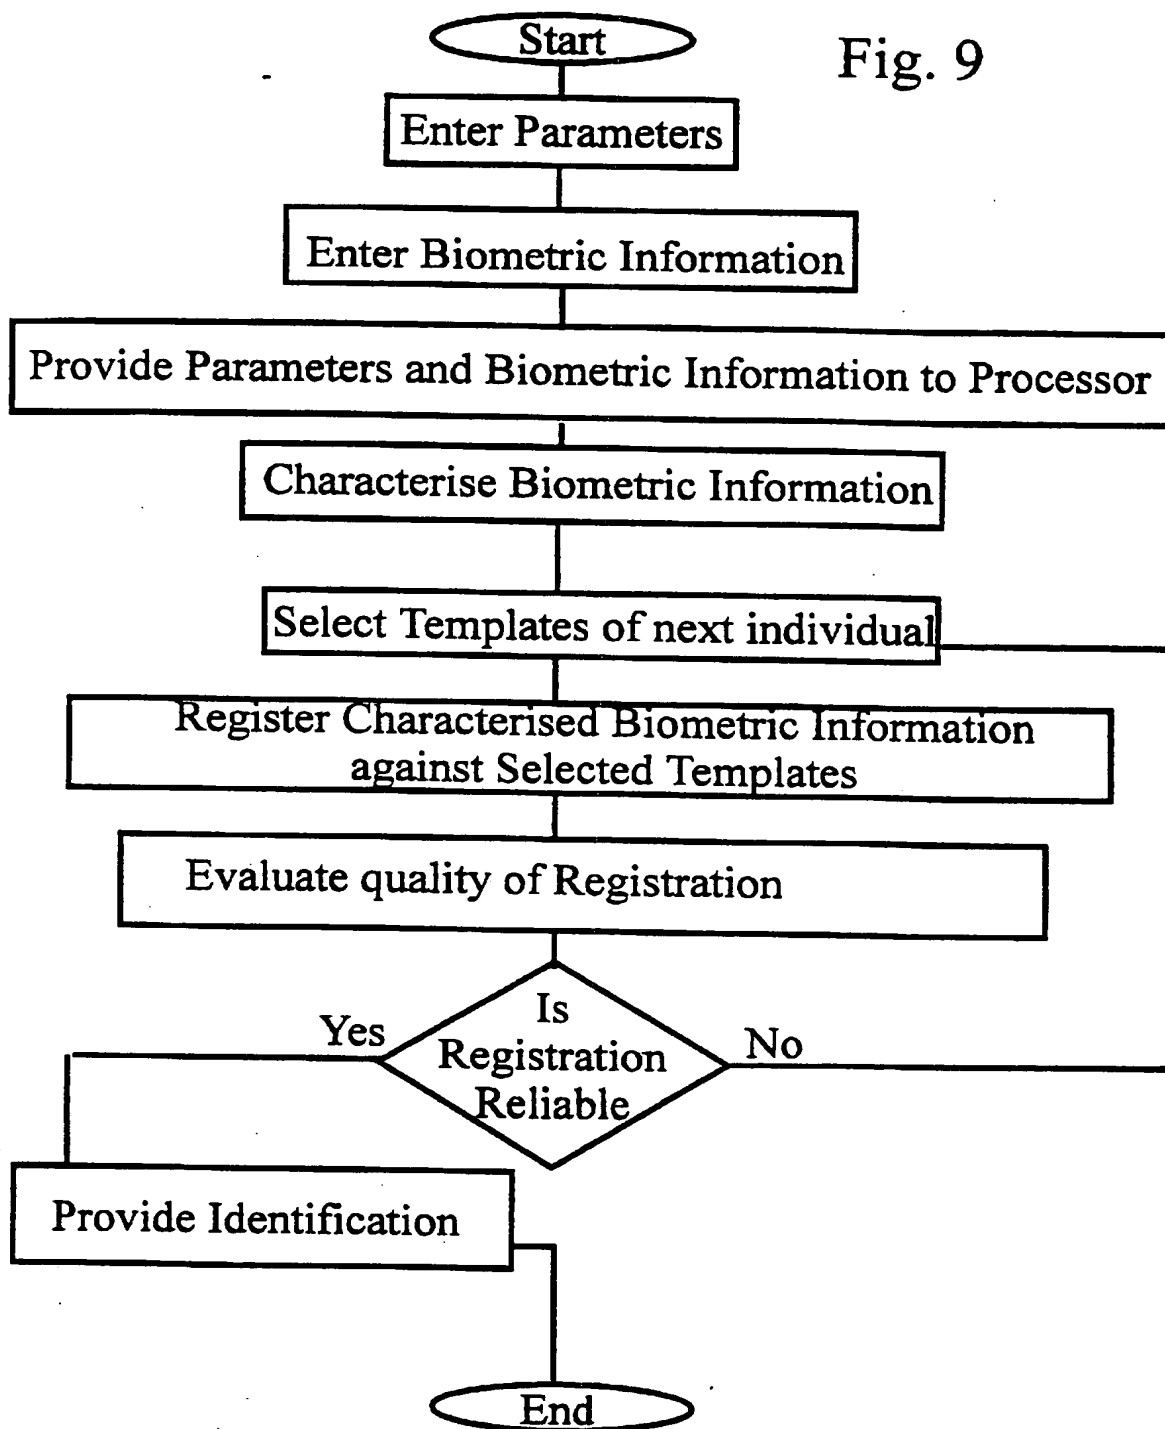 Start
Fig. 9
Enter Parameters
Enter Biometric Information
Provide Parameters and Biometric Information to Processor
Characterise Biometric Information
Select Templates of next individual
Register Characterised Biometric Information
against Selected Templates
Evaluate quality of Registration
Is
Registration
Reliable
Yes
No
Provide Identification
End